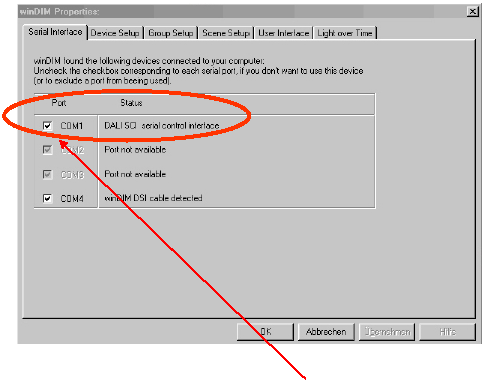 winDIM Properties:
Serial Interface Device Setup Group Setup Scene Setup User Interface Light over Time
winDIM found the following devices connected to your computer:
Uncheck the checkbox corresponding to each serial port, if you don't want to use this device
(or to exclude a port from beeing used).
Port Status
COM1 DALI SCI serial control interface
COM2 Port not available
COM3 Port not available
COM4 winDIM DSI cable detected
OK Abbrechen Übernehmen Hilfe